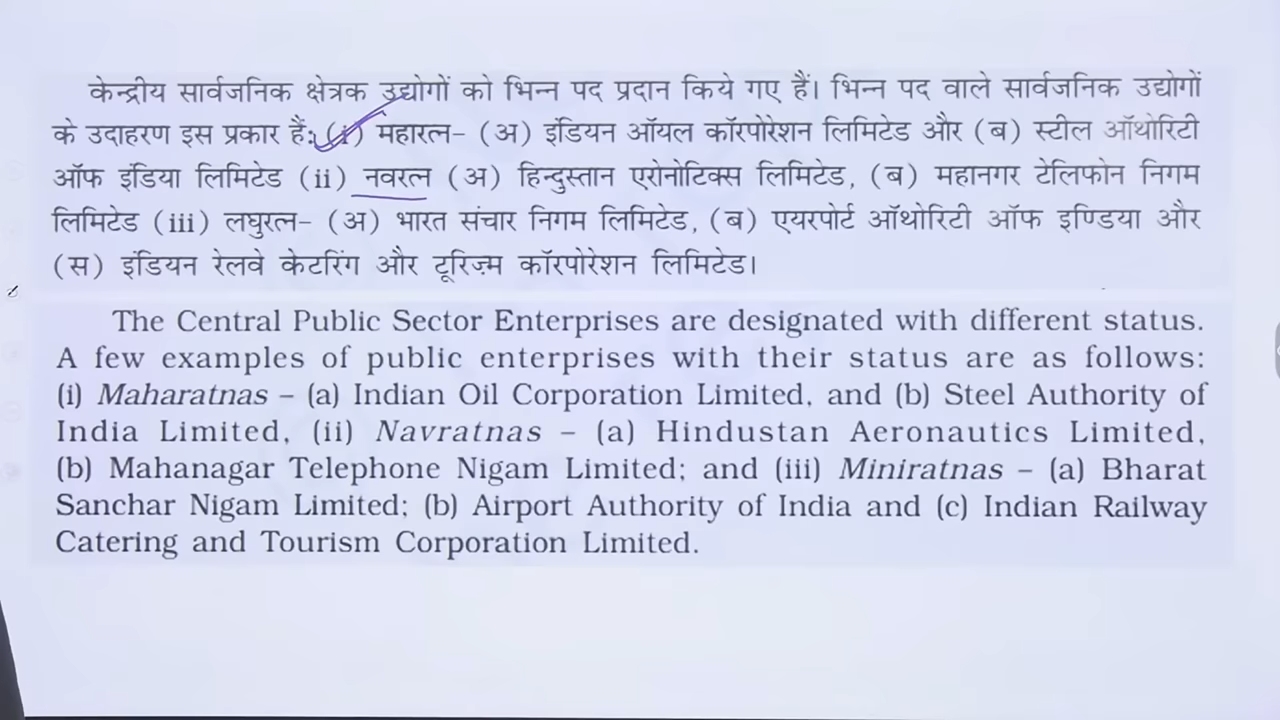 केन्द्रीय सार्वजनिक क्षेत्रक उद्योगों को भिन्न पद प्रदान किये गए हैं। भिन्न पद वाले सार्वजनिक उद्योगों
के उदाहरण इस प्रकार हैं: (i) महारत्न– (अ) इंडियन ऑयल कॉरपोरेशन लिमिटेड और (ब) स्टील ऑथोरिटी
ऑफ इंडिया लिमिटेड (ii) नवरत्न (अ) हिन्दुस्तान एरोनोटिक्स लिमिटेड, (ब) महानगर टेलिफोन निगम
लिमिटेड (iii) लघुरत्न– (अ) भारत संचार निगम लिमिटेड, (ब) एयरपोर्ट ऑथोरिटी ऑफ इण्डिया और
(स) इंडियन रेलवे केटरिंग और टूरिज़्म कॉरपोरेशन लिमिटेड।
The Central Public Sector Enterprises are designated with different status.
A few examples of public enterprises with their status are as follows:
(i) Maharatnas – (a) Indian Oil Corporation Limited, and (b) Steel Authority of
India Limited, (ii) Navratnas – (a) Hindustan Aeronautics Limited,
(b) Mahanagar Telephone Nigam Limited; and (iii) Miniratnas – (a) Bharat
Sanchar Nigam Limited; (b) Airport Authority of India and (c) Indian Railway
Catering and Tourism Corporation Limited.